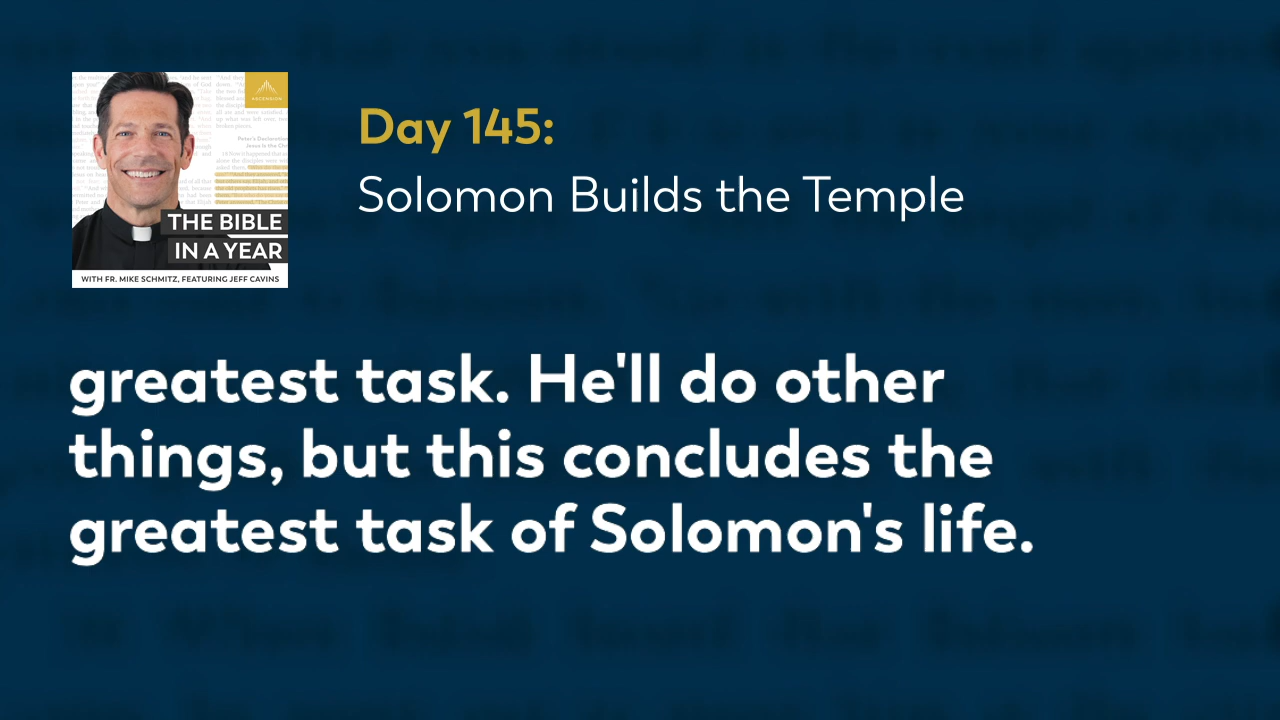 ASCENSION
THE BIBLE
IN A YEAR
WITH FR. MIKE SCHMITZ, FEATURING JEFF CAVINS
Day 145:
Solomon Builds the Temple
greatest task. He'll do other
things, but this concludes the
greatest task of Solomon's life.